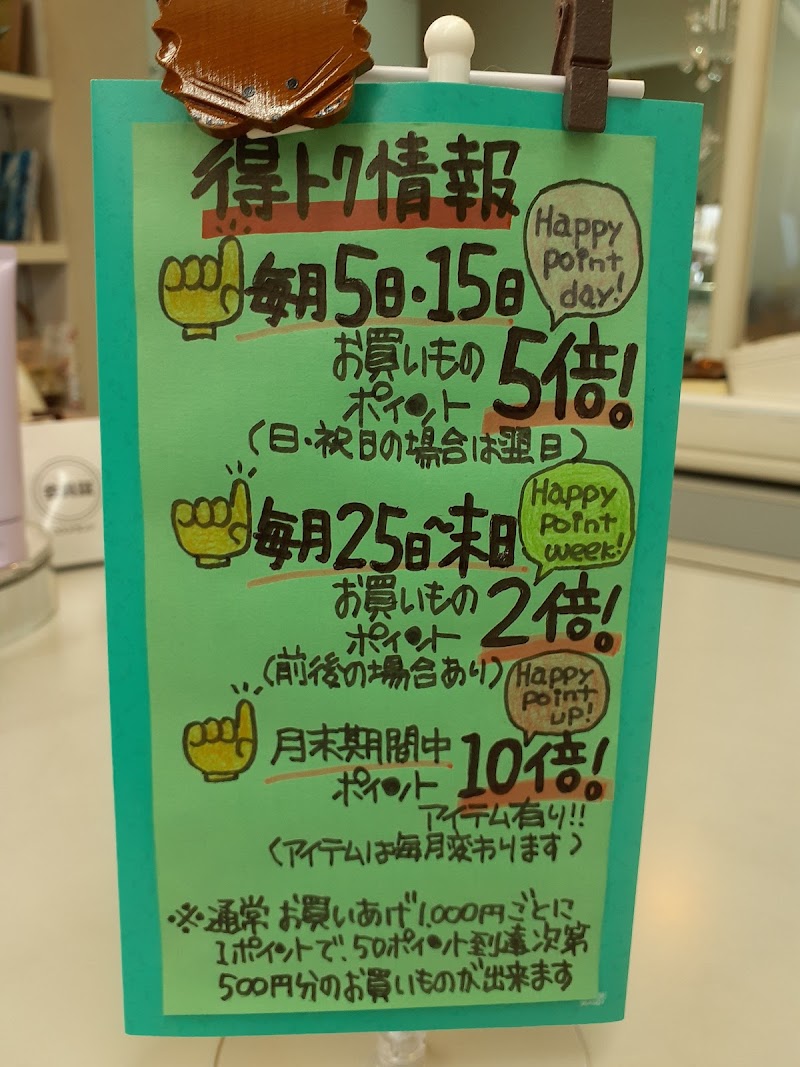 得トク情報
Happy
point
day!
毎月5日・15日
お買いもの
ポイント
5倍!
(日・祝日の場合は翌日)
Happy
point
week!
毎月25日~末日
お買いもの
ポイント
2倍!
(前後の場合あり)
Happy
point
UP!
月末期間中
ポイント
10倍!
アイテム有り!!
(アイテムは毎月変わります)
※通常 お買いあげ1,000円ごとに
1ポイントで、50ポイント到達次第
500円分のお買いものが出来ます